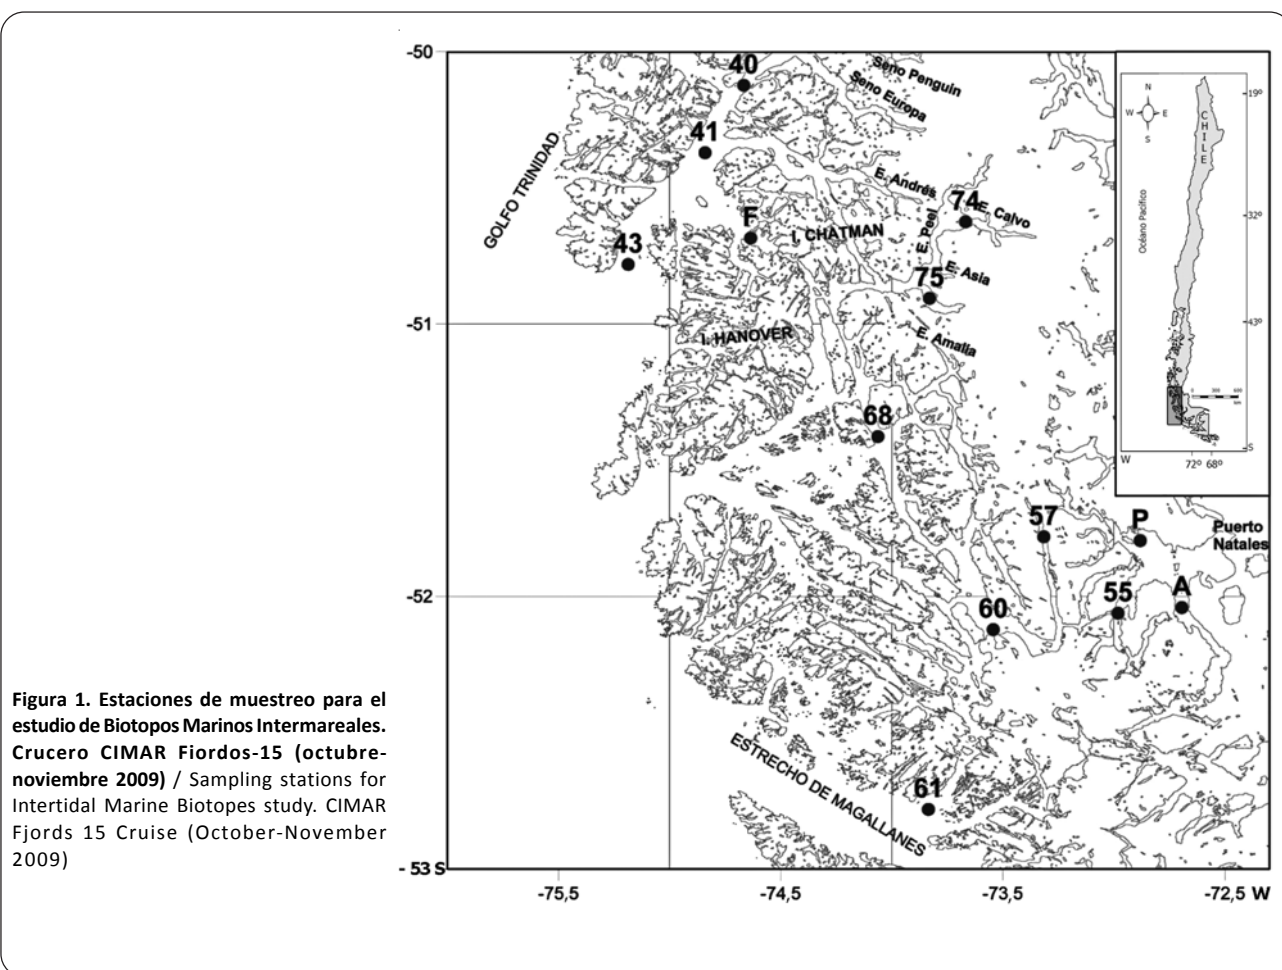 -50
40
Seno Penguin
Seno Europa
41
GOLFO TRINIDAD
E. Andrés
74
E. Calvo
F
I. CHATMAN
E. Peel
43
75
E. Asia
-51
I. HANOVER
E. Amalia
68
57
P
Puerto
Natales
-52
55
A
60
ESTRECHO DE MAGALLANES
61
- 53 S
-75,5
-74,5
-73,5
-72,5 W
N
W
E
S
CHILE
19º
32º
43º
Océano Pacífico
0 300 600
km
S
W
72º 68º
Figura 1. Estaciones de muestreo para el
estudio de Biotopos Marinos Intermareales.
Crucero CIMAR Fiordos-15 (octubre-
noviembre 2009) / Sampling stations for
Intertidal Marine Biotopes study. CIMAR
Fjords 15 Cruise (October-November
2009)